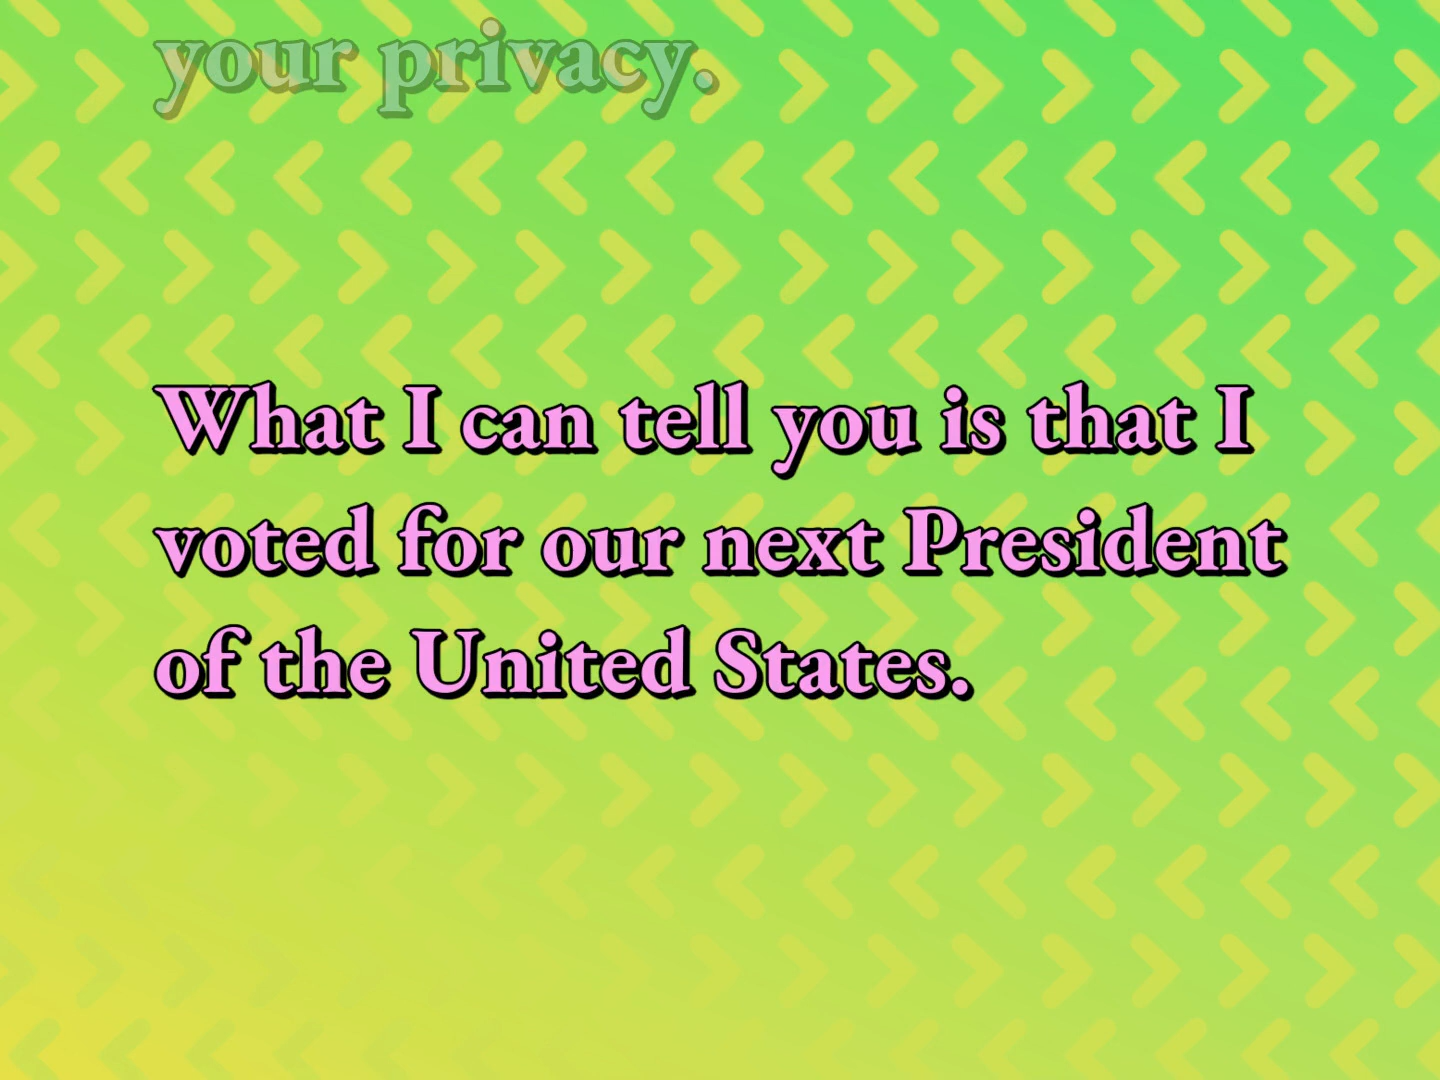 your privacy.
What I can tell you is that I
voted for our next President
of the United States.